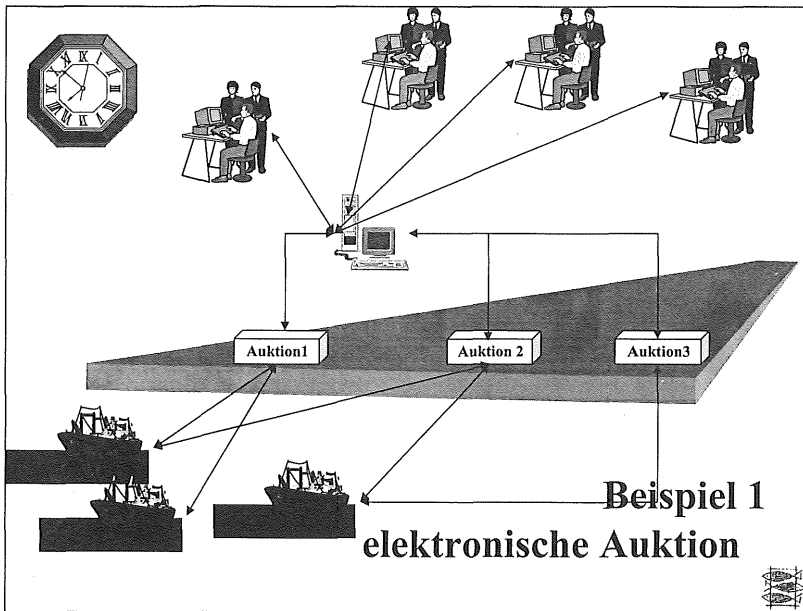 Auktion1
Auktion 2
Auktion3
Beispiel 1
elektronische Auktion